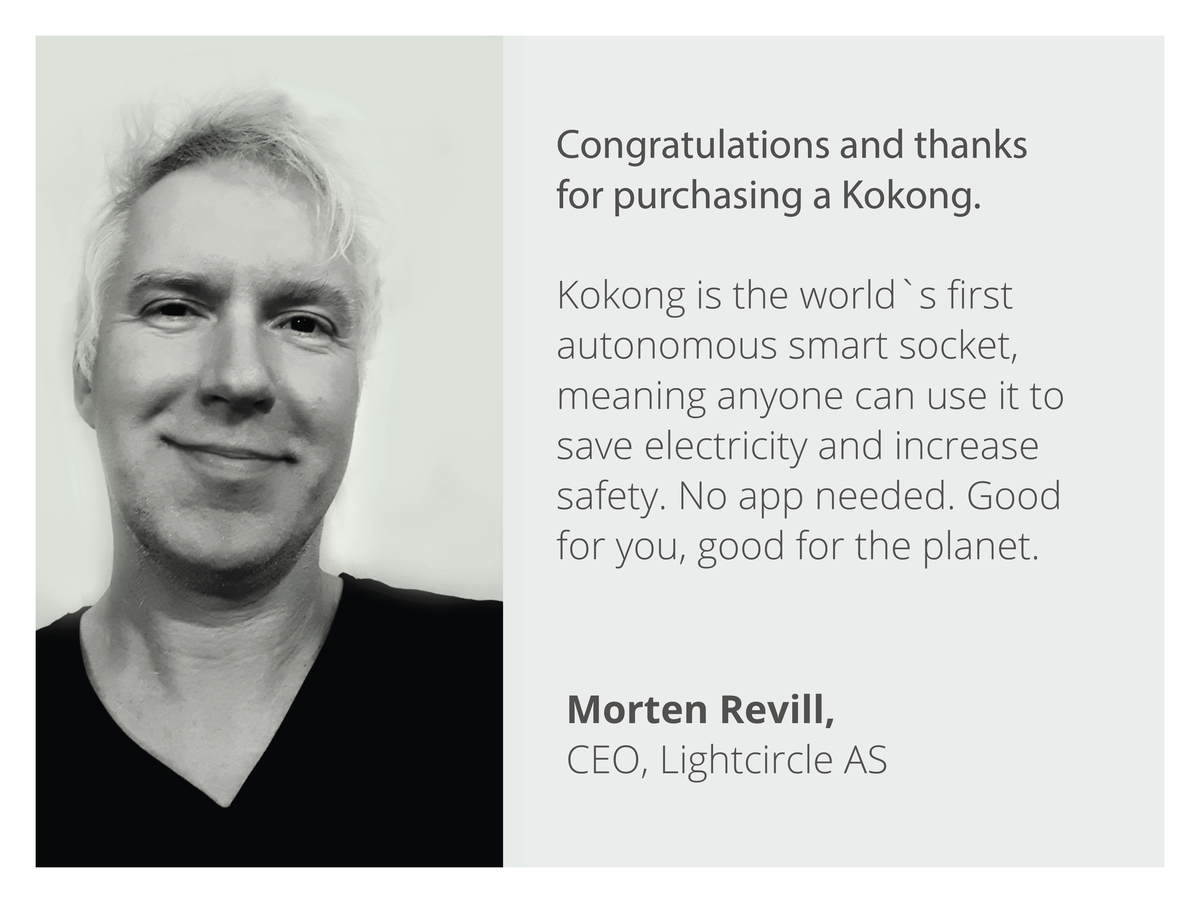 Congratulations and thanks
for purchasing a Kokong.
Kokong is the world`s first
autonomous smart socket,
meaning anyone can use it to
save electricity and increase
safety. No app needed. Good
for you, good for the planet.
Morten Revill,
CEO, Lightcircle AS